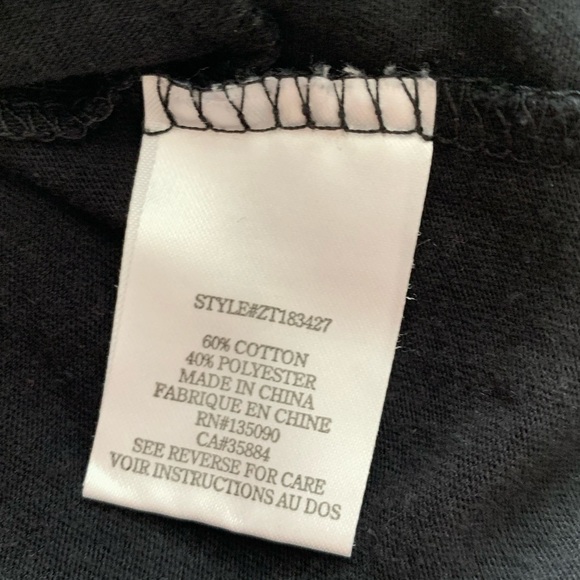 STYLE#ZT183427
60% COTTON
40% POLYESTER
MADE IN CHINA
FABRIQUE EN CHINE
RN#135090
CA#35884
SEE REVERSE FOR CARE
VOIR INSTRUCTIONS AU DOS